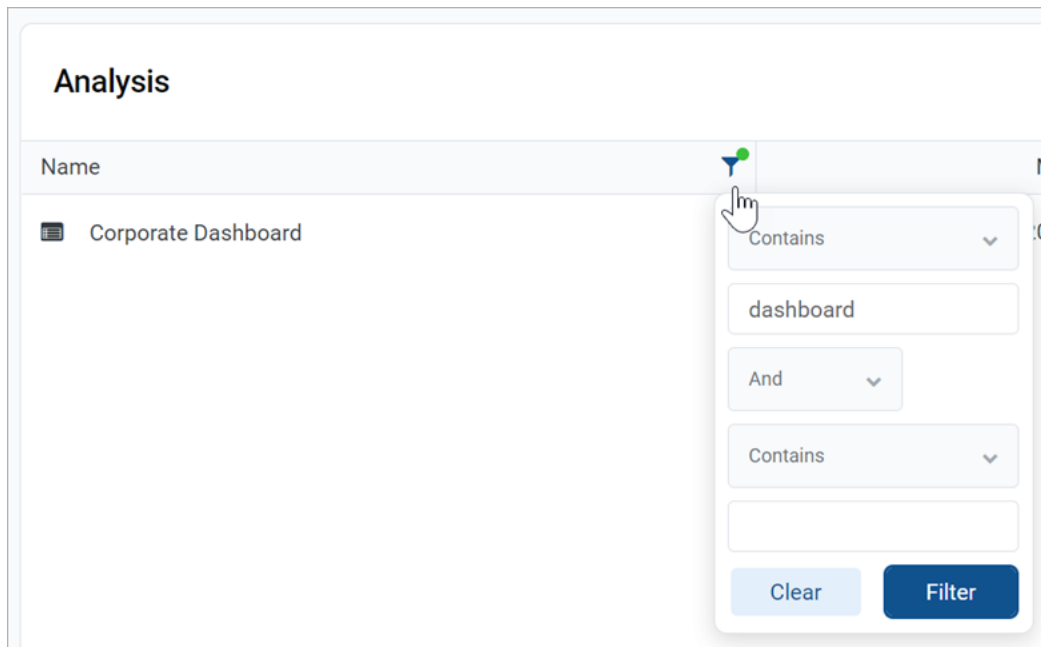 Analysis
Name
Corporate Dashboard
Contains
dashboard
And
Contains
Clear
Filter